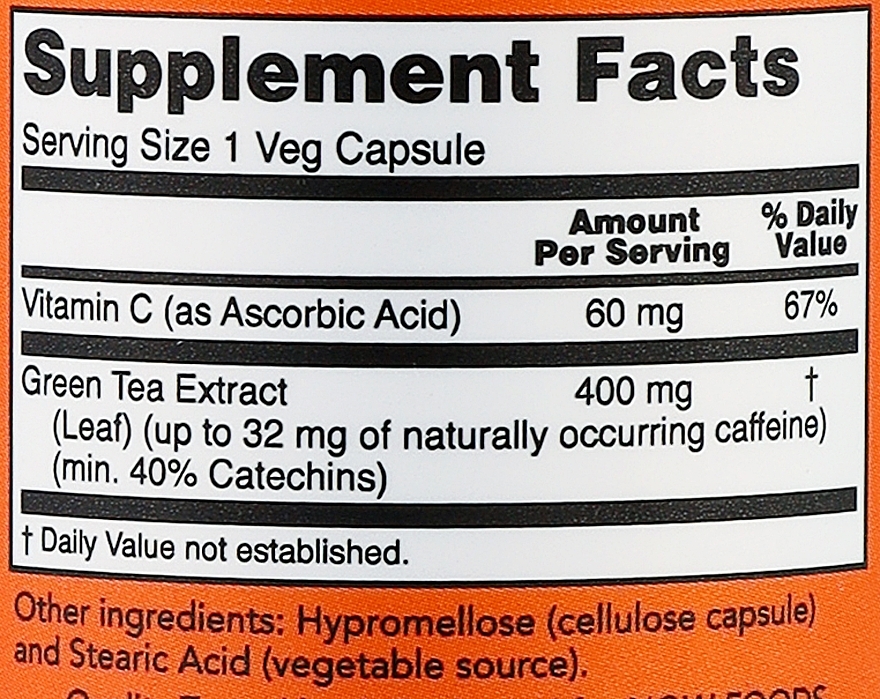 Supplement Facts
Serving Size 1 Veg Capsule
Amount Per Serving % Daily Value
Vitamin C (as Ascorbic Acid) 60 mg 67%
Green Tea Extract 400 mg †
(Leaf) (up to 32 mg of naturally occurring caffeine)
(min. 40% Catechins)
† Daily Value not established.
Other ingredients: Hypromellose (cellulose capsule)
and Stearic Acid (vegetable source).
NOW FOODS